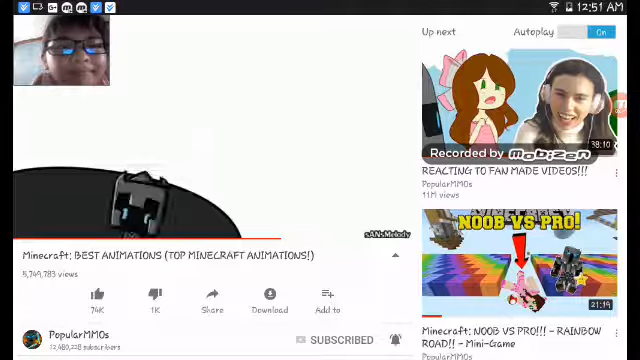 12:51 AM
Up next
Autoplay
On
38:10
Recorded by mobizen
REACTING TO FAN MADE VIDEOS!!!
PopularMMOs
11M views
sANsMelody
Minecraft: BEST ANIMATIONS (TOP MINECRAFT ANIMATIONS!)
5,749,783 views
74K
1K
Share
Download
Add to
PopularMMOs
12,480,228 subscribers
SUBSCRIBED
NOOB VS PRO!
21:19
Minecraft: NOOB VS PRO!!! - RAINBOW
ROAD!! - Mini-Game
PopularMMOs